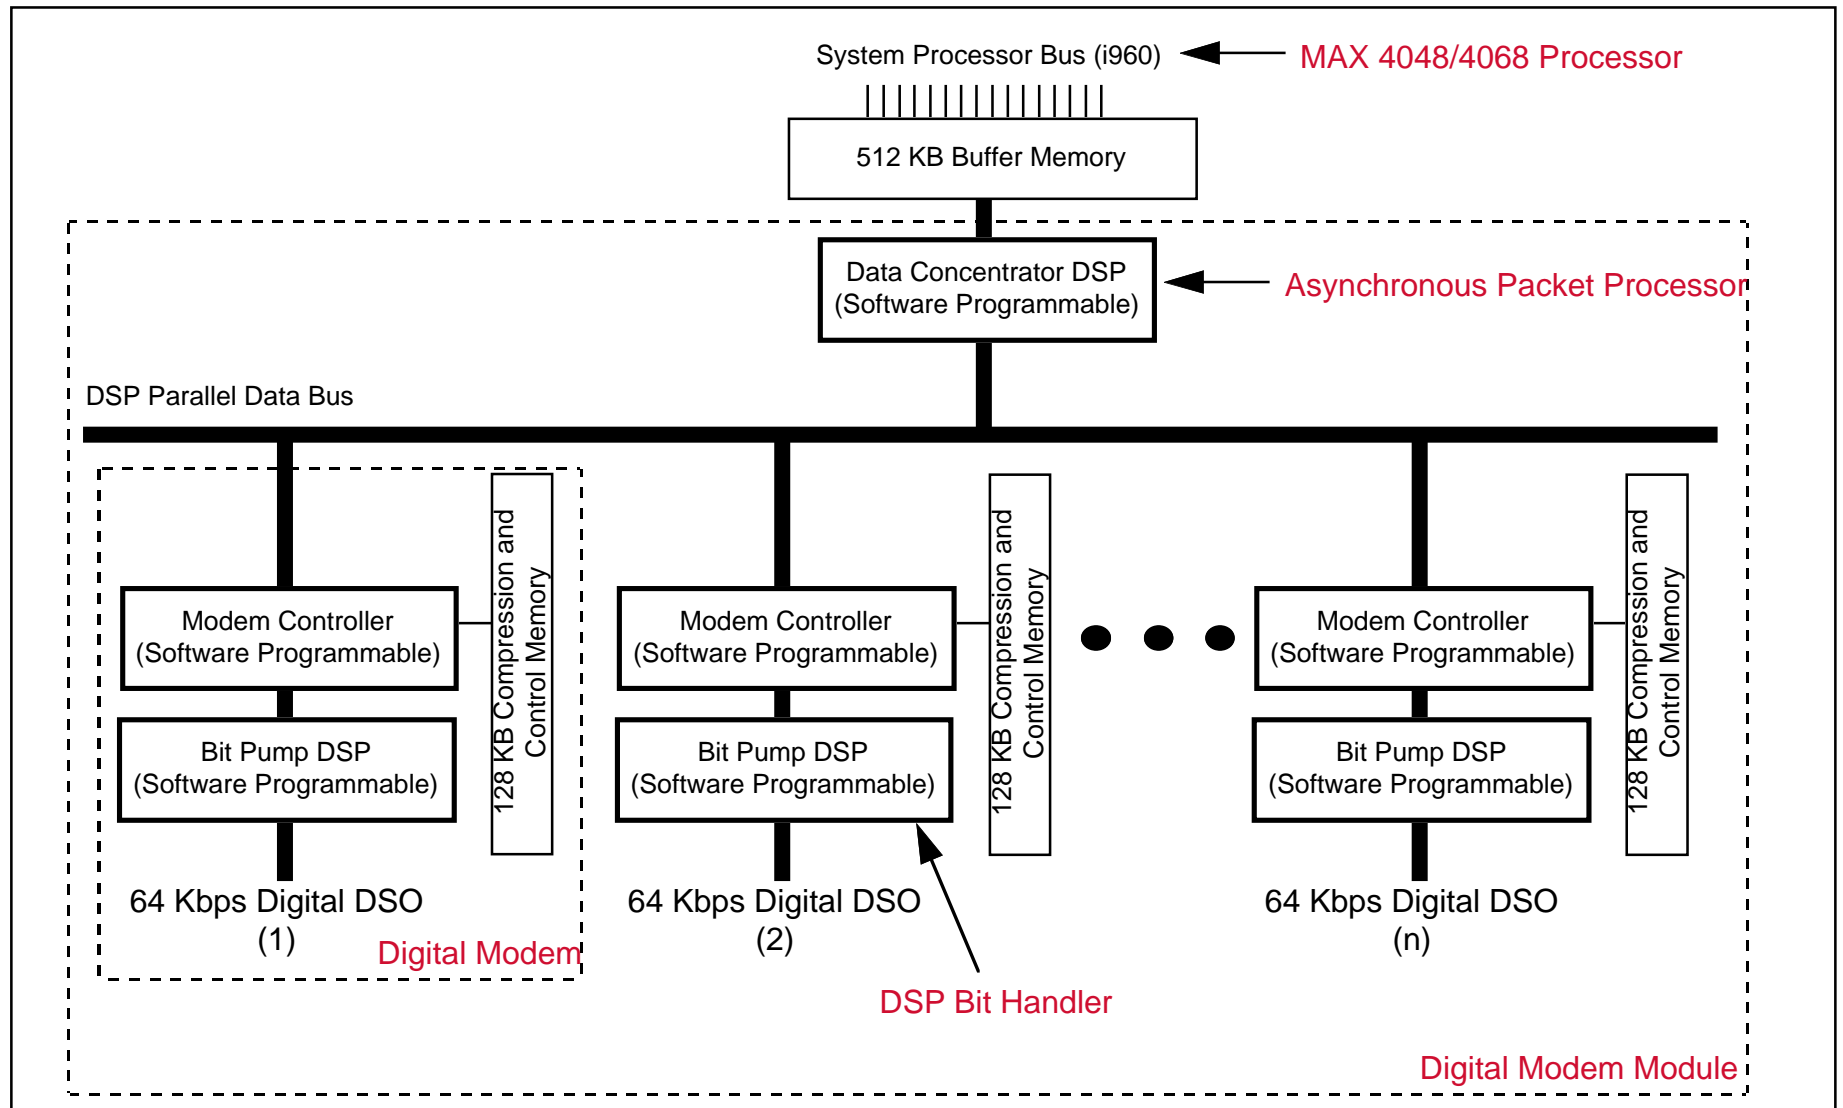 System Processor Bus (i960)
MAX 4048/4068 Processor
512 KB Buffer Memory
Data Concentrator DSP
(Software Programmable)
Asynchronous Packet Processor
DSP Parallel Data Bus
Modem Controller
(Software Programmable)
128 KB Compression and
Control Memory
Bit Pump DSP
(Software Programmable)
64 Kbps Digital DSO
(1)
Digital Modem
Modem Controller
(Software Programmable)
128 KB Compression and
Control Memory
Bit Pump DSP
(Software Programmable)
64 Kbps Digital DSO
(2)
DSP Bit Handler
Modem Controller
(Software Programmable)
128 KB Compression and
Control Memory
Bit Pump DSP
(Software Programmable)
64 Kbps Digital DSO
(n)
Digital Modem Module